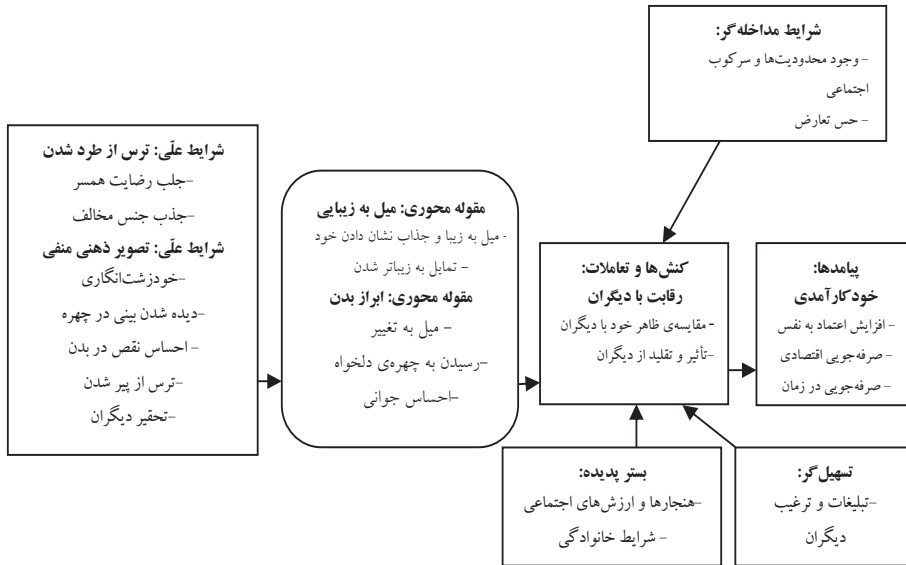 شرایط مداخله‌گر:
- وجود محدودیت‌ها و سرکوب
اجتماعی
- حس تعارض
شرایط علّی: ترس از طرد شدن
-جلب رضایت همسر
-جذب جنس مخالف
شرایط علّی: تصویر ذهنی منفی
-خودزشت‌انگاری
-دیده شدن بینی در چهره
- احساس نقص در بدن
-ترس از پیر شدن
-تحقیر دیگران
مقوله محوری: میل به زیبایی
- میل به زیبا و جذاب نشان دادن خود
- تمایل به زیباتر شدن
مقوله محوری: ابراز بدن
- میل به تغییر
-رسیدن به چهره‌ی دلخواه
-احساس جوانی
کنش‌ها و تعاملات:
رقابت با دیگران
- مقایسه‌ی ظاهر خود با دیگران
-تأثیر و تقلید از دیگران
پیامدها:
خودکارآمدی
- افزایش اعتماد به نفس
- صرفه‌جویی اقتصادی
- صرفه‌جویی در زمان
بستر پدیده:
-هنجارها و ارزش‌های اجتماعی
- شرایط خانوادگی
تسهیل‌گر:
-تبلیغات و ترغیب
دیگران